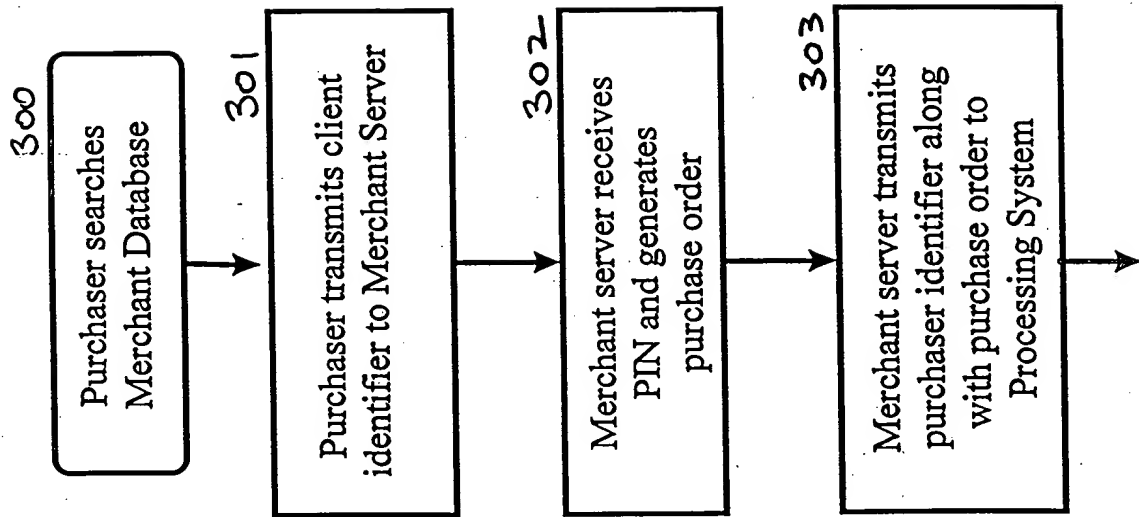 300
Purchaser searches
Merchant Database
301
Purchaser transmits client
identifier to Merchant Server
302
Merchant server receives
PIN and generates
purchase order
303
Merchant server transmits
purchaser identifier along
with purchase order to
Processing System